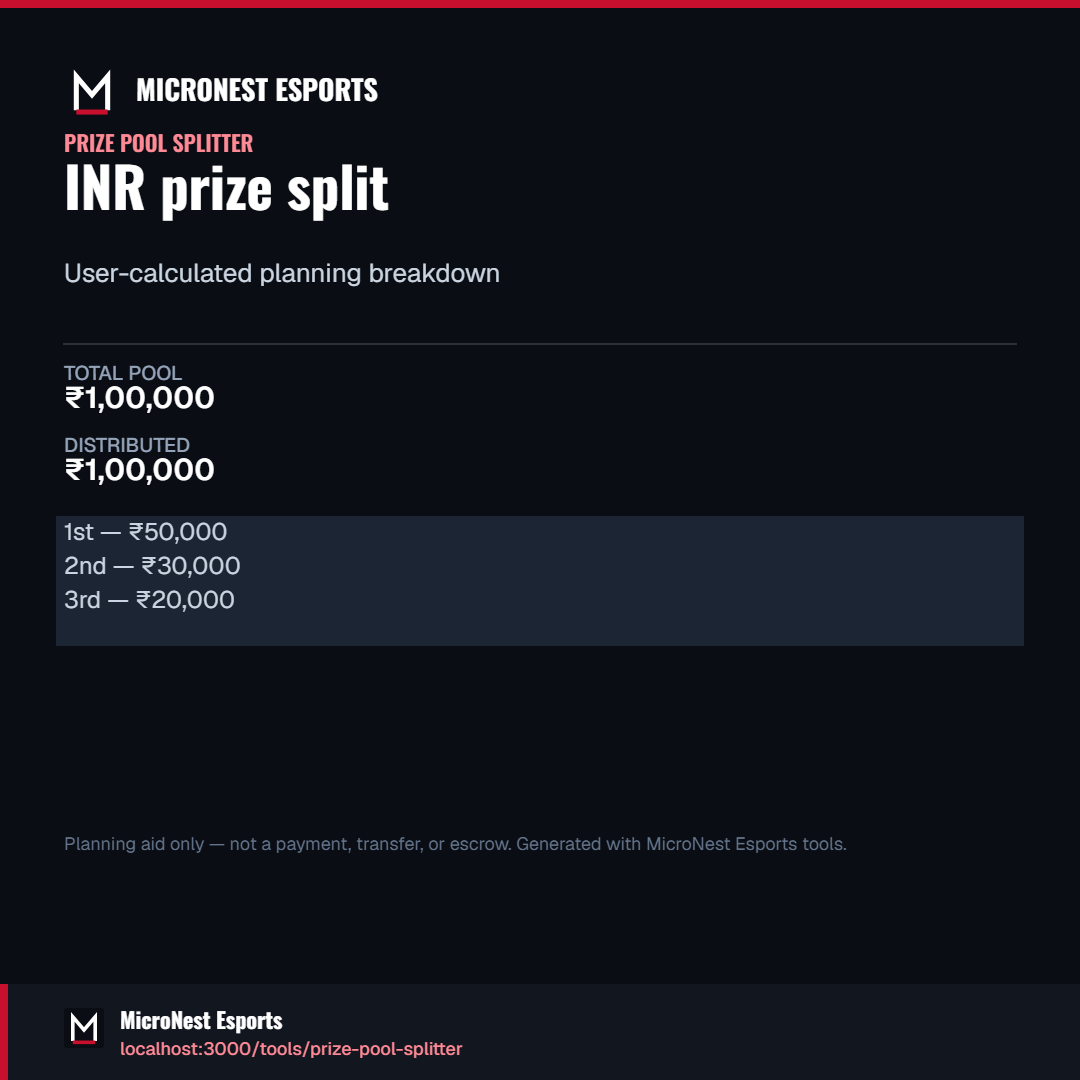 MICRONEST ESPORTS
PRIZE POOL SPLITTER
INR prize split
User-calculated planning breakdown
TOTAL POOL
₹1,00,000
DISTRIBUTED
₹1,00,000
1st — ₹50,000
2nd — ₹30,000
3rd — ₹20,000
Planning aid only — not a payment, transfer, or escrow. Generated with MicroNest Esports tools.
MicroNest Esports
localhost:3000/tools/prize-pool-splitter